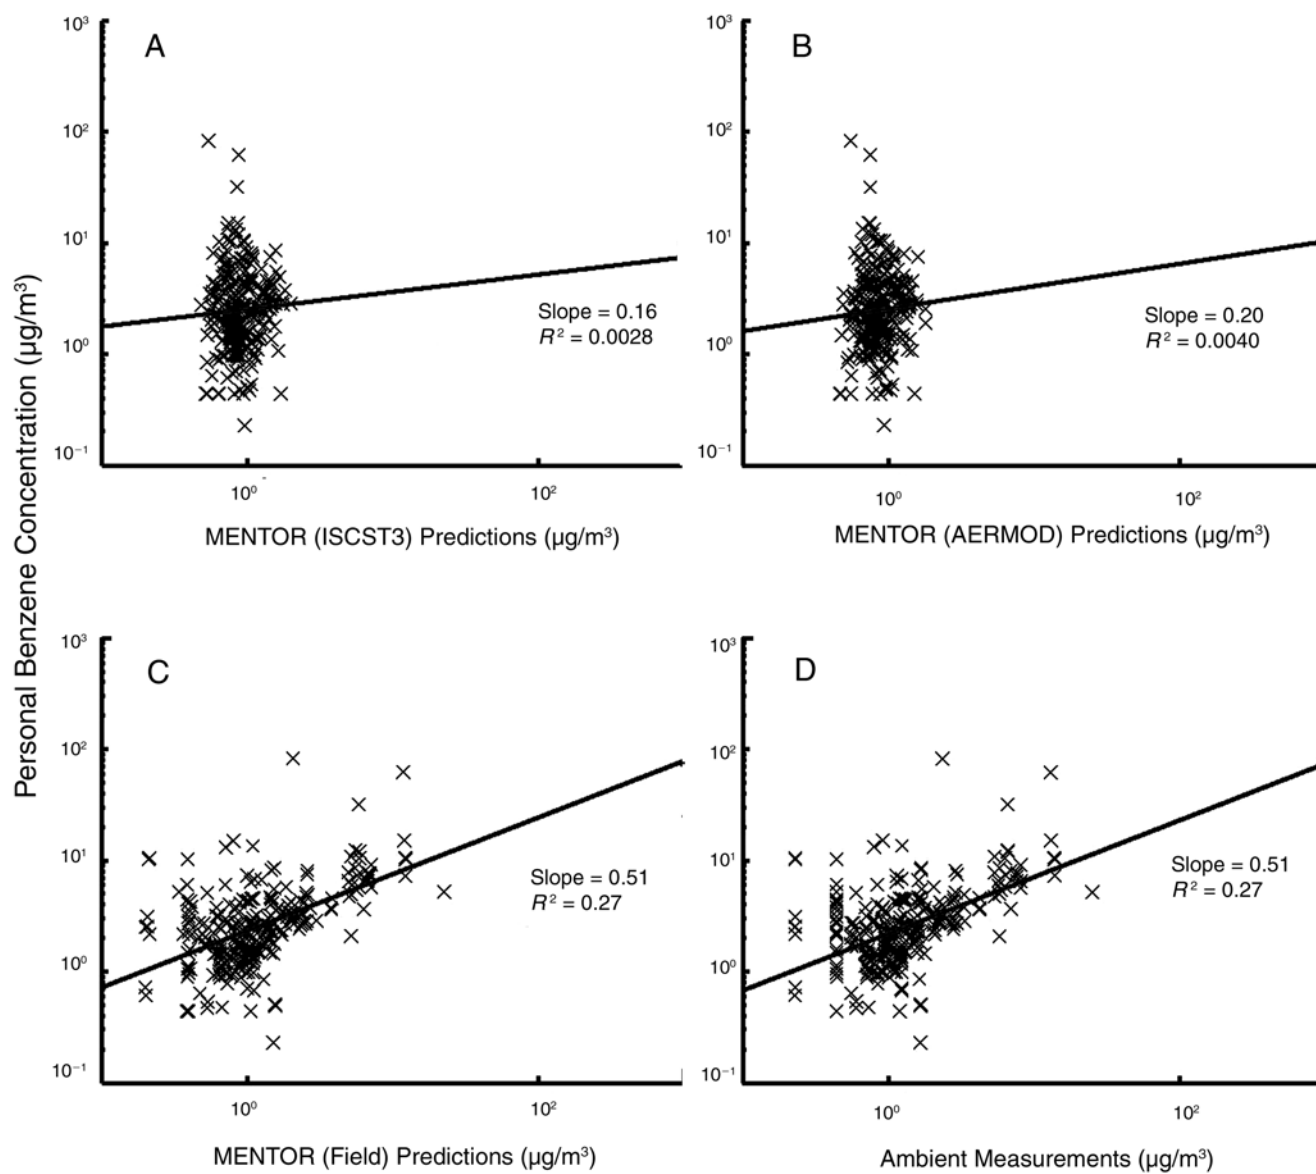 Personal Benzene Concentration (µg/m³)
A
10³
10²
10¹
10⁰
10⁻¹
Slope = 0.16
R² = 0.0028
10⁰
10²
MENTOR (ISCST3) Predictions (µg/m³)
B
10³
10²
10¹
10⁰
10⁻¹
Slope = 0.20
R² = 0.0040
10⁰
10²
MENTOR (AERMOD) Predictions (µg/m³)
C
10³
10²
10¹
10⁰
10⁻¹
Slope = 0.51
R² = 0.27
10⁰
10²
MENTOR (Field) Predictions (µg/m³)
D
10³
10²
10¹
10⁰
10⁻¹
Slope = 0.51
R² = 0.27
10⁰
10²
Ambient Measurements (µg/m³)